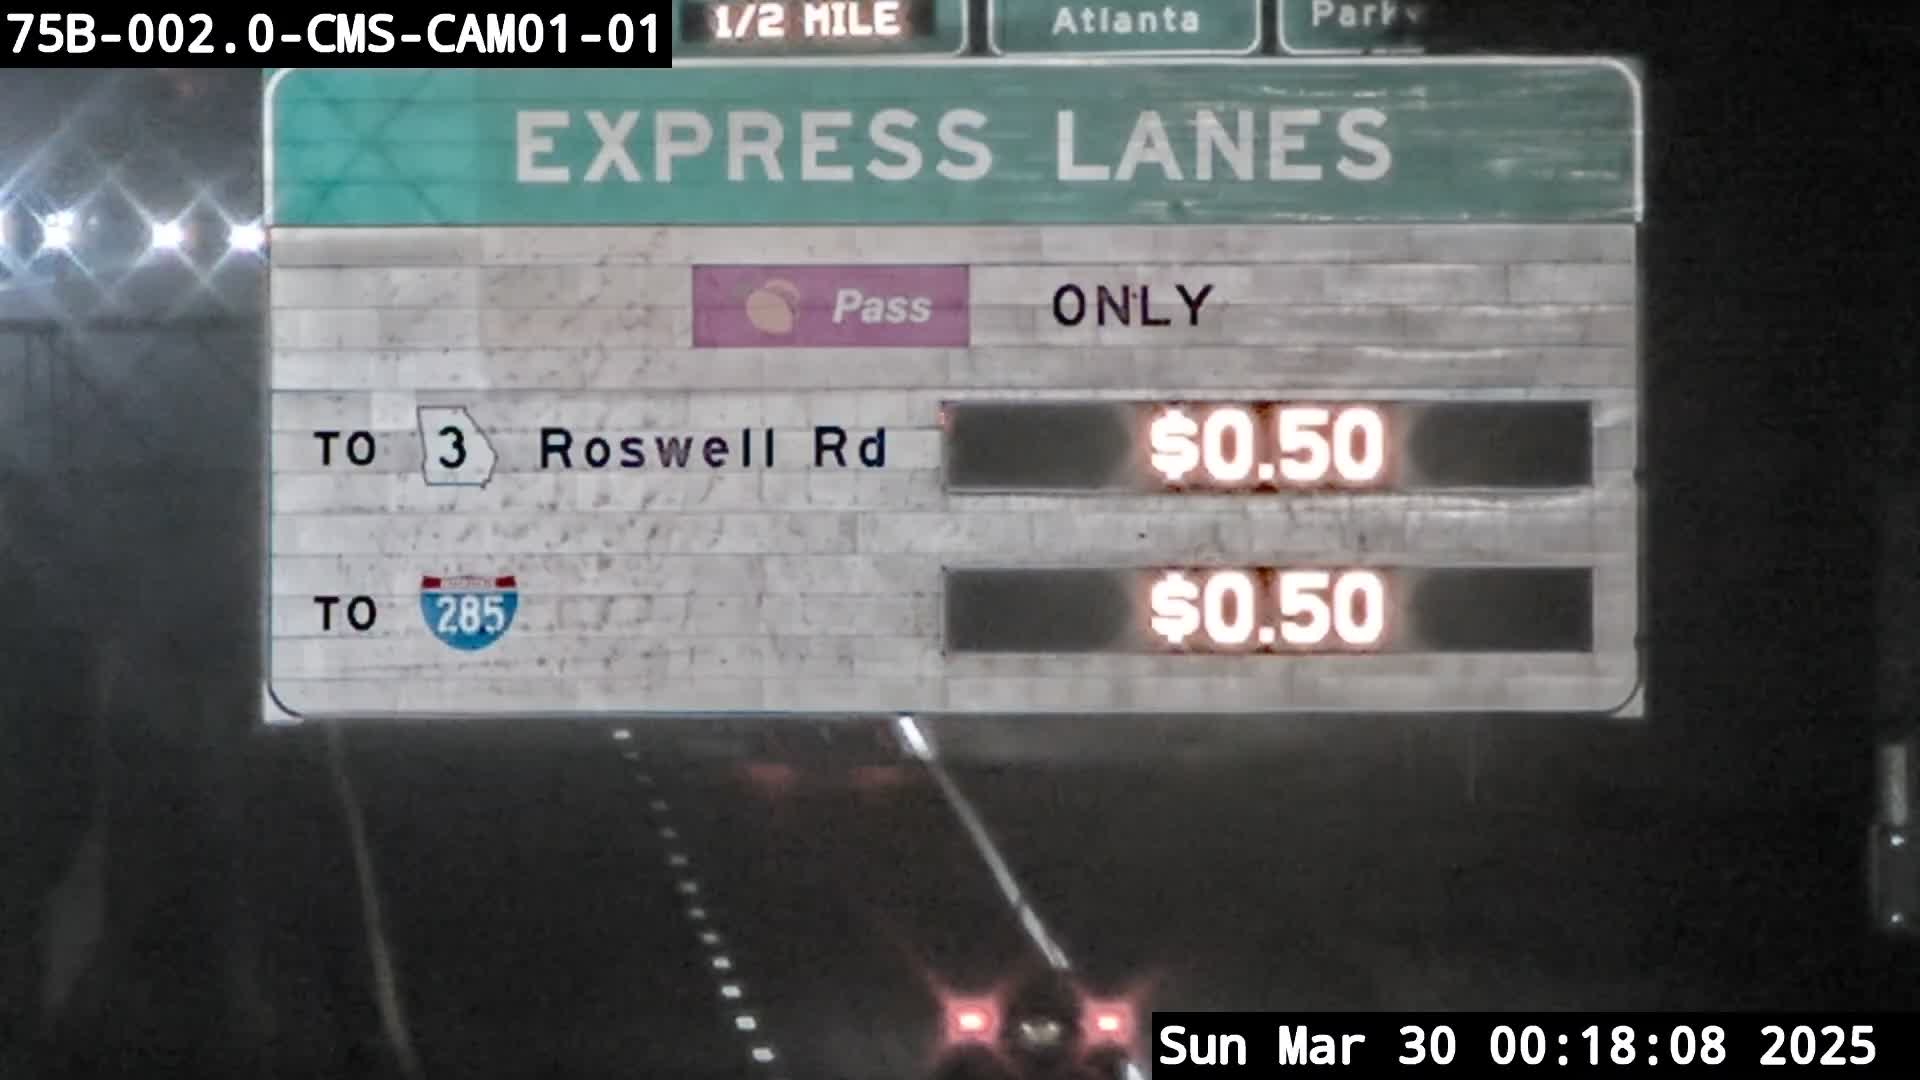 75B-002.0-CMS-CAM01-01
1/2 MILE
Atlanta
EXPRESS LANES
Pass ONLY
TO 3 Roswell Rd $0.50
TO 285 $0.50
Sun Mar 30 00:18:08 2025